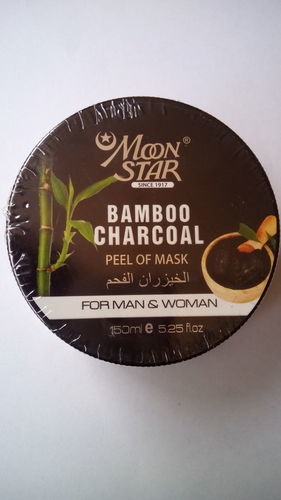 MOON
STAR®
SINCE 1917
BAMBOO
CHARCOAL
PEEL OF MASK
الخيزران الفحم
FOR MAN & WOMAN
150ml e 5.25 fl.oz